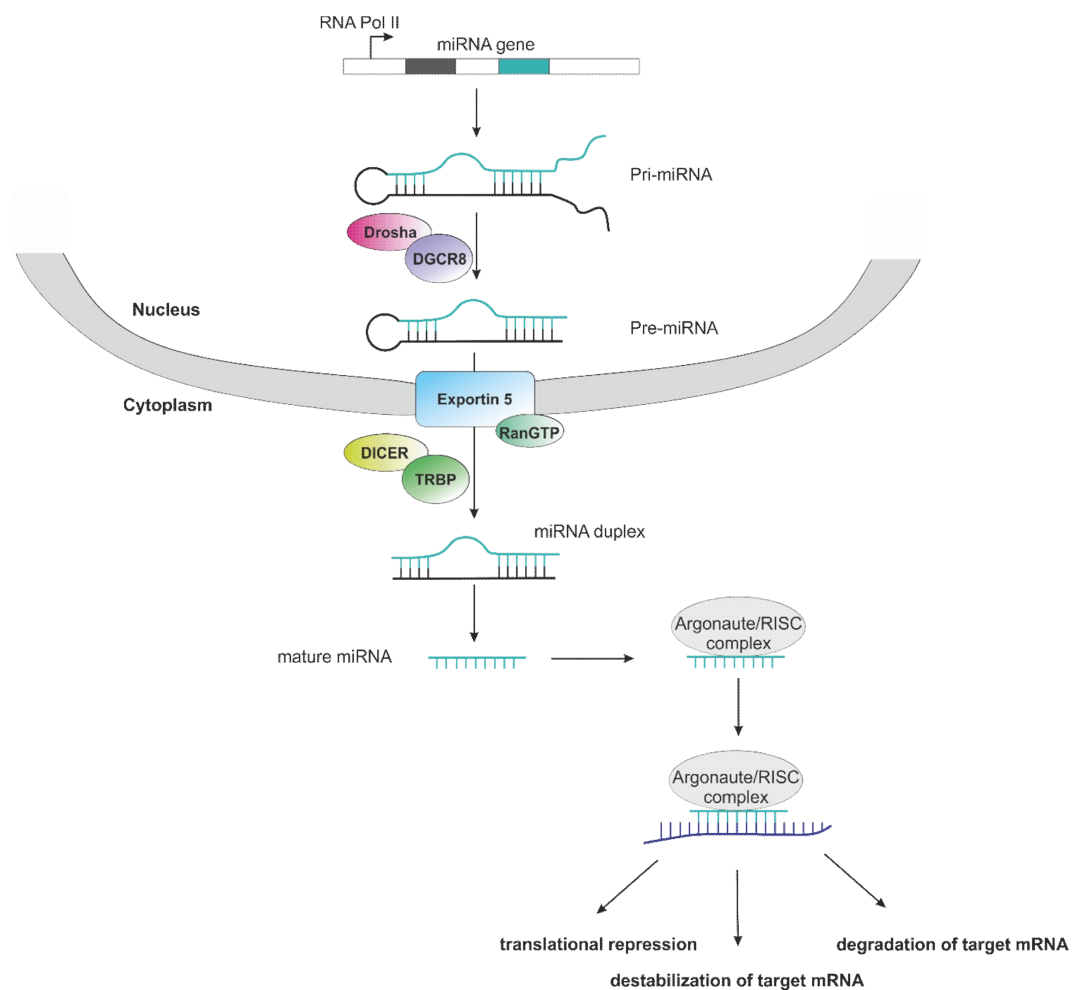 RNA Pol II
miRNA gene
Pri-miRNA
Drosha
DGCR8
Nucleus
Pre-miRNA
Cytoplasm
Exportin 5
RanGTP
DICER
TRBP
miRNA duplex
mature miRNA
Argonaute/RISC
complex
Argonaute/RISC
complex
translational repression
degradation of target mRNA
destabilization of target mRNA